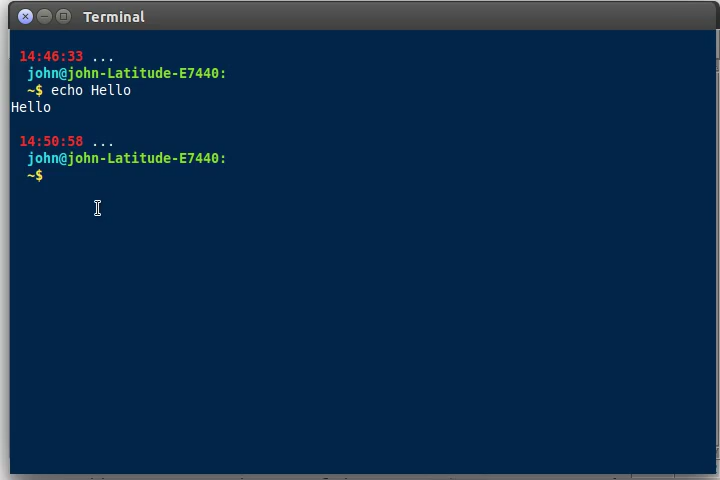 Terminal
14:46:33 ...
john@john-Latitude-E7440:
~$ echo Hello
Hello
14:50:58 ...
john@john-Latitude-E7440:
~$